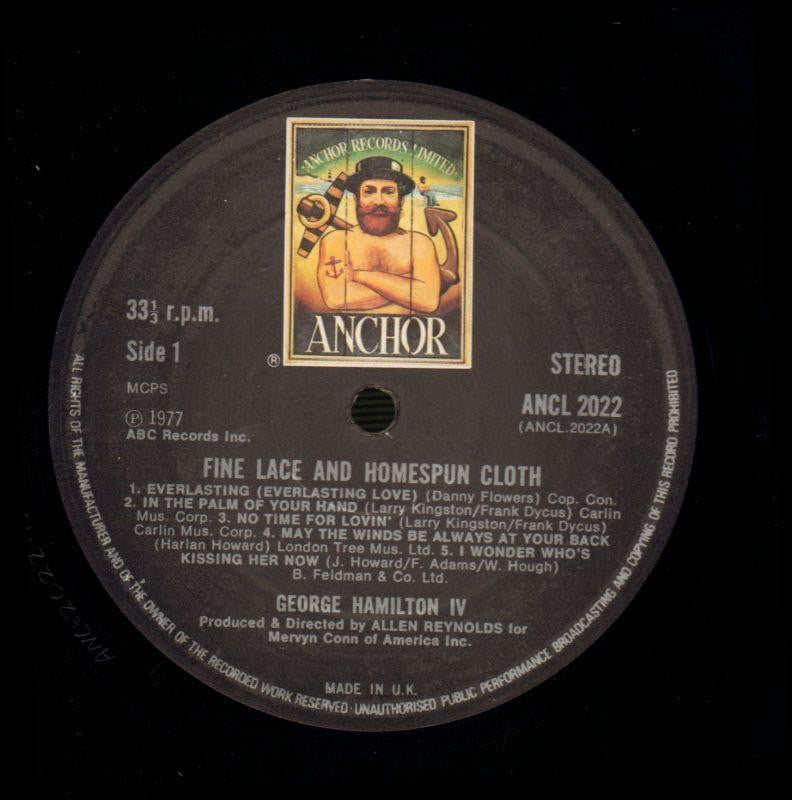 ANCHOR RECORDS LIMITED
ANCHOR
®
33⅓ r.p.m.
Side 1
MCPS
℗ 1977
ABC Records Inc.
STEREO
ANCL 2022
(ANCL.2022A)
FINE LACE AND HOMESPUN CLOTH
1. EVERLASTING (EVERLASTING LOVE) (Danny Flowers) Cop. Con.
2. IN THE PALM OF YOUR HAND (Larry Kingston/Frank Dycus) Carlin
Mus. Corp. 3. NO TIME FOR LOVIN' (Larry Kingston/Frank Dycus)
Carlin Mus. Corp. 4. MAY THE WINDS BE ALWAYS AT YOUR BACK
(Harlan Howard) London Tree Mus. Ltd. 5. I WONDER WHO'S
KISSING HER NOW (J. Howard/F. Adams/W. Hough)
B. Feldman & Co. Ltd.
GEORGE HAMILTON IV
Produced & Directed by ALLEN REYNOLDS for
Mervyn Conn of America Inc.
MADE IN U.K.
ALL RIGHTS OF THE MANUFACTURER AND OF THE OWNER OF THE RECORDED WORK RESERVED · UNAUTHORISED PUBLIC PERFORMANCE BROADCASTING AND COPYING OF THIS RECORD PROHIBITED